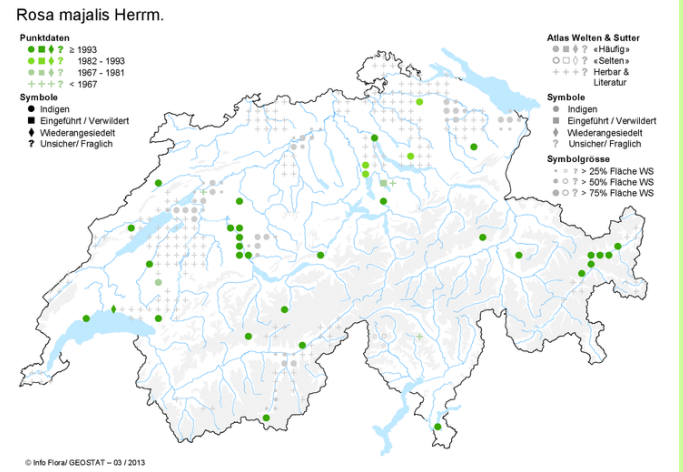 Rosa majalis Herrm.
Punktdaten
? ≥ 1993
? 1982 - 1993
? 1967 - 1981
? < 1967
Symbole
Indigen
Eingeführt / Verwildert
Wiederangesiedelt
? Unsicher/ Fraglich
Atlas Welten & Sutter
? «Häufig»
? «Selten»
? Herbar &
Literatur
Symbole
Indigen
Eingeführt / Verwildert
Wiederangesiedelt
? Unsicher/ Fraglich
Symbolgrösse
? > 25% Fläche WS
? > 50% Fläche WS
? > 75% Fläche WS
© Info Flora/ GEOSTAT – 03 / 2013